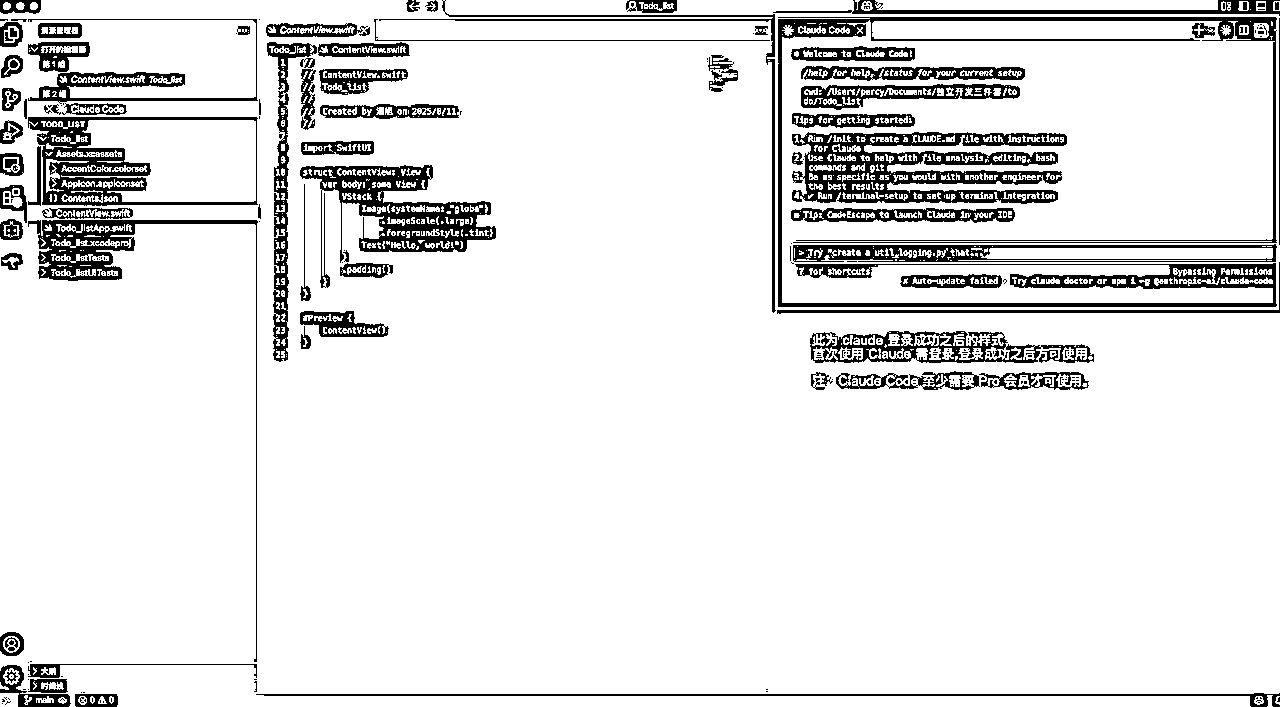 Todo_list
资源管理器
打开的编辑器
第 1 组
ContentView.swift Todo_list
第 2 组
Claude Code
TODO_LIST
Todo_list
Assets.xcassets
AccentColor.colorset
AppIcon.appiconset
Contents.json
ContentView.swift
Todo_listApp.swift
Todo_list.xcodeproj
Todo_listTests
Todo_listUITests
大纲
时间线
main
0 0
ContentView.swift
Todo_list > ContentView.swift
1 //
2 // ContentView.swift
3 // Todo_list
4 //
5 // Created by on 2025/8/11.
6 //
8 import SwiftUI
9
10 struct ContentView: View {
11 var body: some View {
12 VStack {
13 Image(systemName: "globe")
14 .imageScale(.large)
15 .foregroundStyle(.tint)
16 Text("Hello, world!")
17 }
18 .padding()
19 }
20 }
21
22 #Preview {
23 ContentView()
24 }
25
Claude Code
Welcome to Claude Code!
/help for help, /status for your current setup
cwd: /Users/percy/Documents/独立开发三件套/to
do/Todo_list
Tips for getting started:
1. Run /init to create a CLAUDE.md file with instructions
for Claude
2. Use Claude to help with file analysis, editing, bash
commands and git
3. Be as specific as you would with another engineer for
the best results
4. ✔ Run /terminal-setup to set up terminal integration
Tip: Cmd+Escape to launch Claude in your IDE
> Try "create a util logging.py that..."
? for shortcuts
Bypassing Permissions
✗ Auto-update failed · Try claude doctor or npm i -g @anthropic-ai/claude-code
此为 claude 登录成功之后的样式,
首次使用 Claude 需登录,登录成功之后方可使用。
注：Claude Code 至少需要 Pro 会员才可使用。